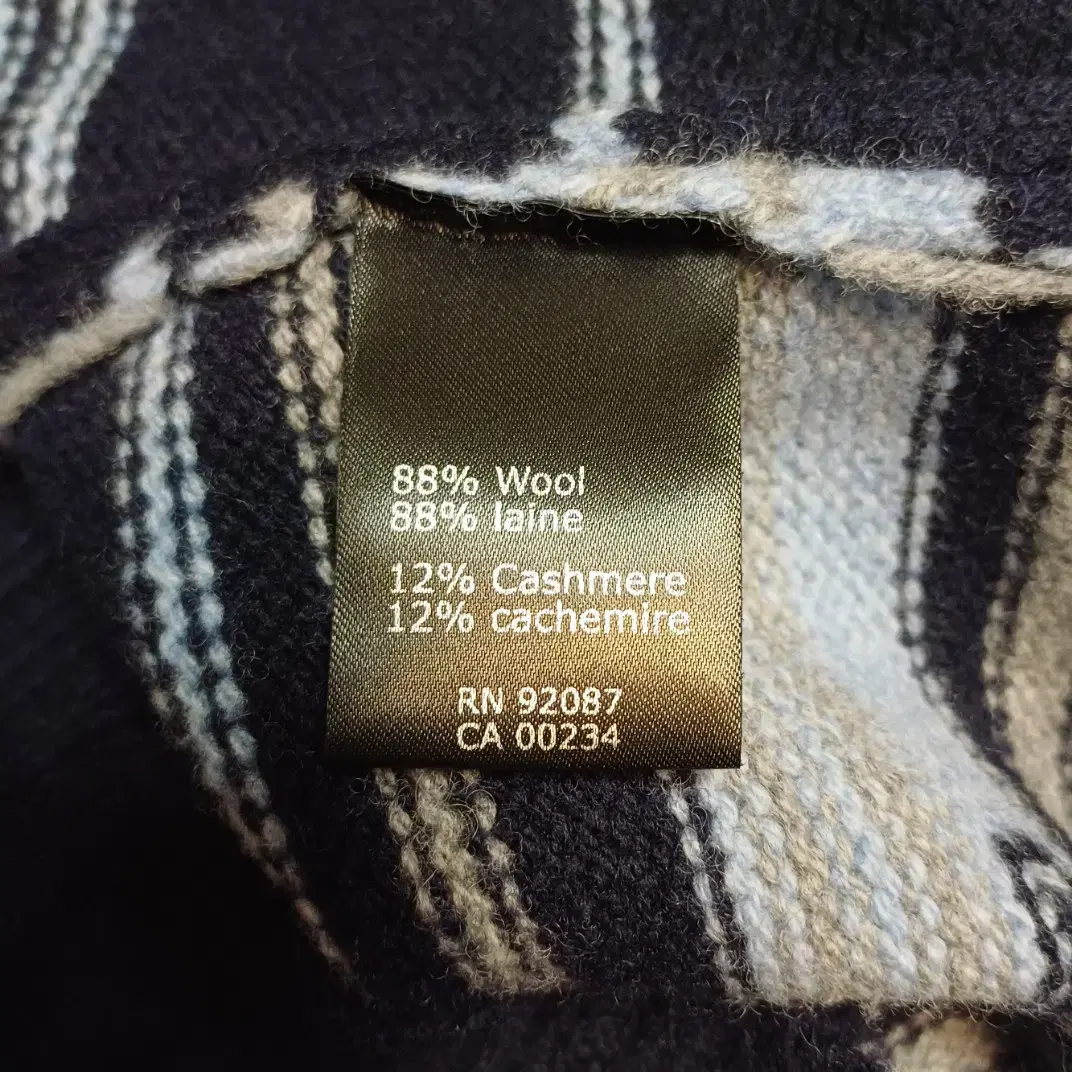 88% Wool
88% laine
12% Cashmere
12% cachemire
RN 92087
CA 00234